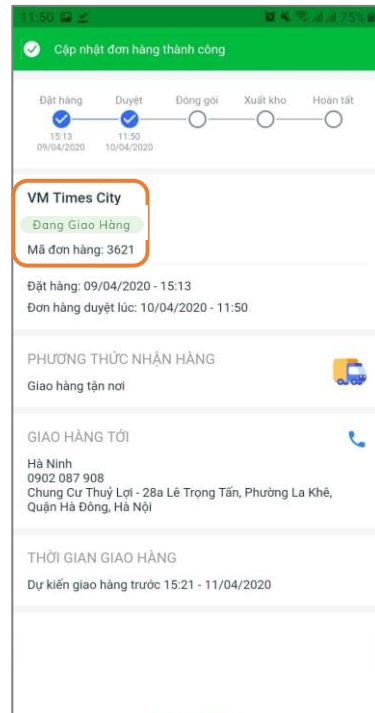 11:50 75%
Cập nhật đơn hàng thành công
Đặt hàng Duyệt Đóng gói Xuất kho Hoàn tất
15:13 11:50
09/04/2020 10/04/2020
VM Times City
Đang Giao Hàng
Mã đơn hàng: 3621
Đặt hàng: 09/04/2020 - 15:13
Đơn hàng duyệt lúc: 10/04/2020 - 11:50
PHƯƠNG THỨC NHẬN HÀNG
Giao hàng tận nơi
GIAO HÀNG TỚI
Hà Ninh
0902 087 908
Chung Cư Thuỷ Lợi - 28a Lê Trọng Tấn, Phường La Khê,
Quận Hà Đông, Hà Nội
THỜI GIAN GIAO HÀNG
Dự kiến giao hàng trước 15:21 - 11/04/2020